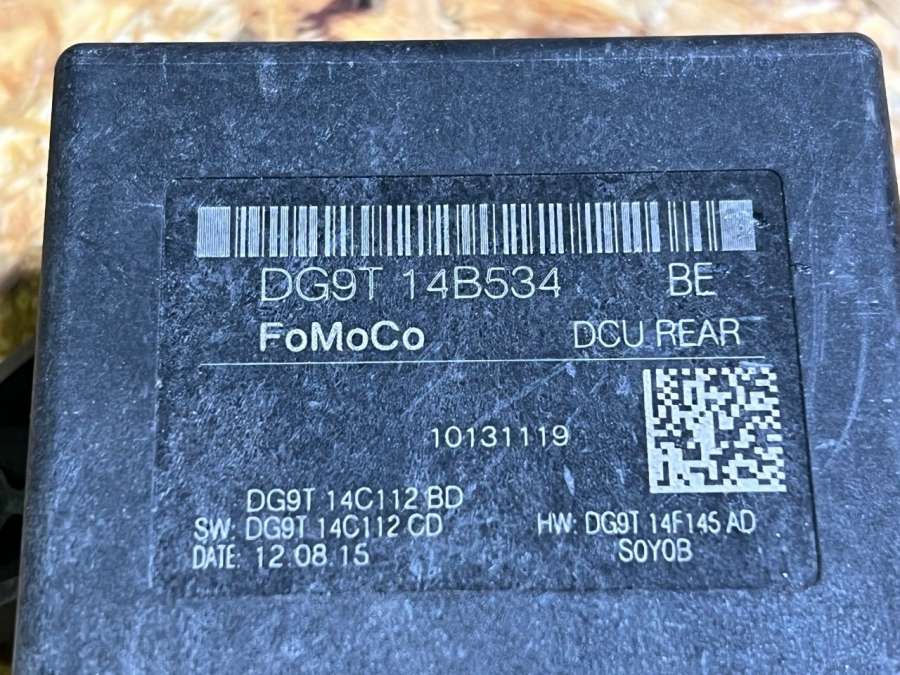 DG9T 14B534 BE
FoMoCo DCU REAR
10131119
DG9T 14C112 BD
SW: DG9T 14C112 CD HW: DG9T 14F145 AD
DATE: 12.08.15 S0Y0B